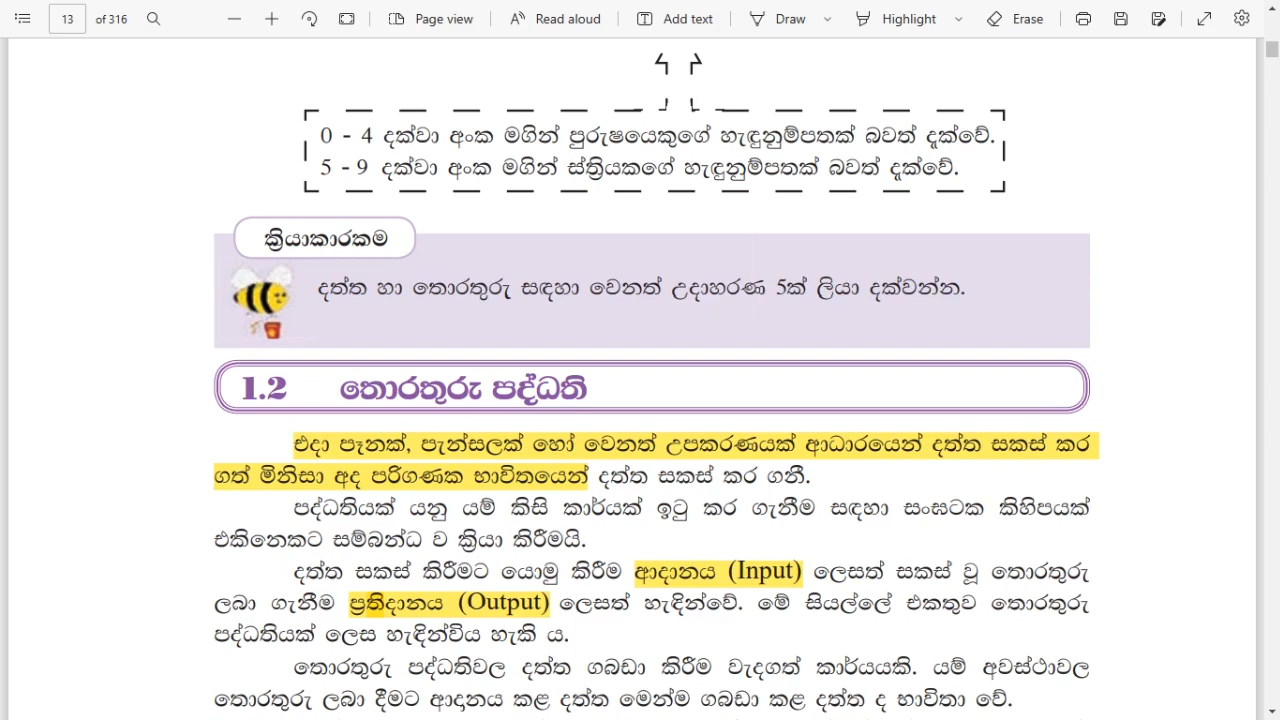 13 of 316 Page view Read aloud Add text Draw Highlight Erase
0 - 4 දක්වා අංක මගින් පුරුෂයෙකුගේ හැඳුනුම්පතක් බවත් දැක්වේ.
5 - 9 දක්වා අංක මගින් ස්ත්‍රියකගේ හැඳුනුම්පතක් බවත් දැක්වේ.
ක්‍රියාකාරකම
දත්ත හා තොරතුරු සඳහා වෙනත් උදාහරණ 5ක් ලියා දක්වන්න.
1.2 තොරතුරු පද්ධති
එදා පෑනක්, පැන්සලක් හෝ වෙනත් උපකරණයක් ආධාරයෙන් දත්ත සකස් කර
ගත් මිනිසා අද පරිගණක භාවිතයෙන් දත්ත සකස් කර ගනී.
පද්ධතියක් යනු යම් කිසි කාර්යක් ඉටු කර ගැනීම සඳහා සංඝටක කිහිපයක්
එකිනෙකට සම්බන්ධ ව ක්‍රියා කිරීමයි.
දත්ත සකස් කිරීමට යොමු කිරීම ආදානය (Input) ලෙසත් සකස් වූ තොරතුරු
ලබා ගැනීම ප්‍රතිදානය (Output) ලෙසත් හැඳින්වේ. මේ සියල්ලේ එකතුව තොරතුරු
පද්ධතියක් ලෙස හැඳින්විය හැකි ය.
තොරතුරු පද්ධතිවල දත්ත ගබඩා කිරීම වැදගත් කාර්යයකි. යම් අවස්ථාවල
තොරතුරු ලබා දීමට ආදානය කළ දත්ත මෙන්ම ගබඩා කළ දත්ත ද භාවිතා වේ.